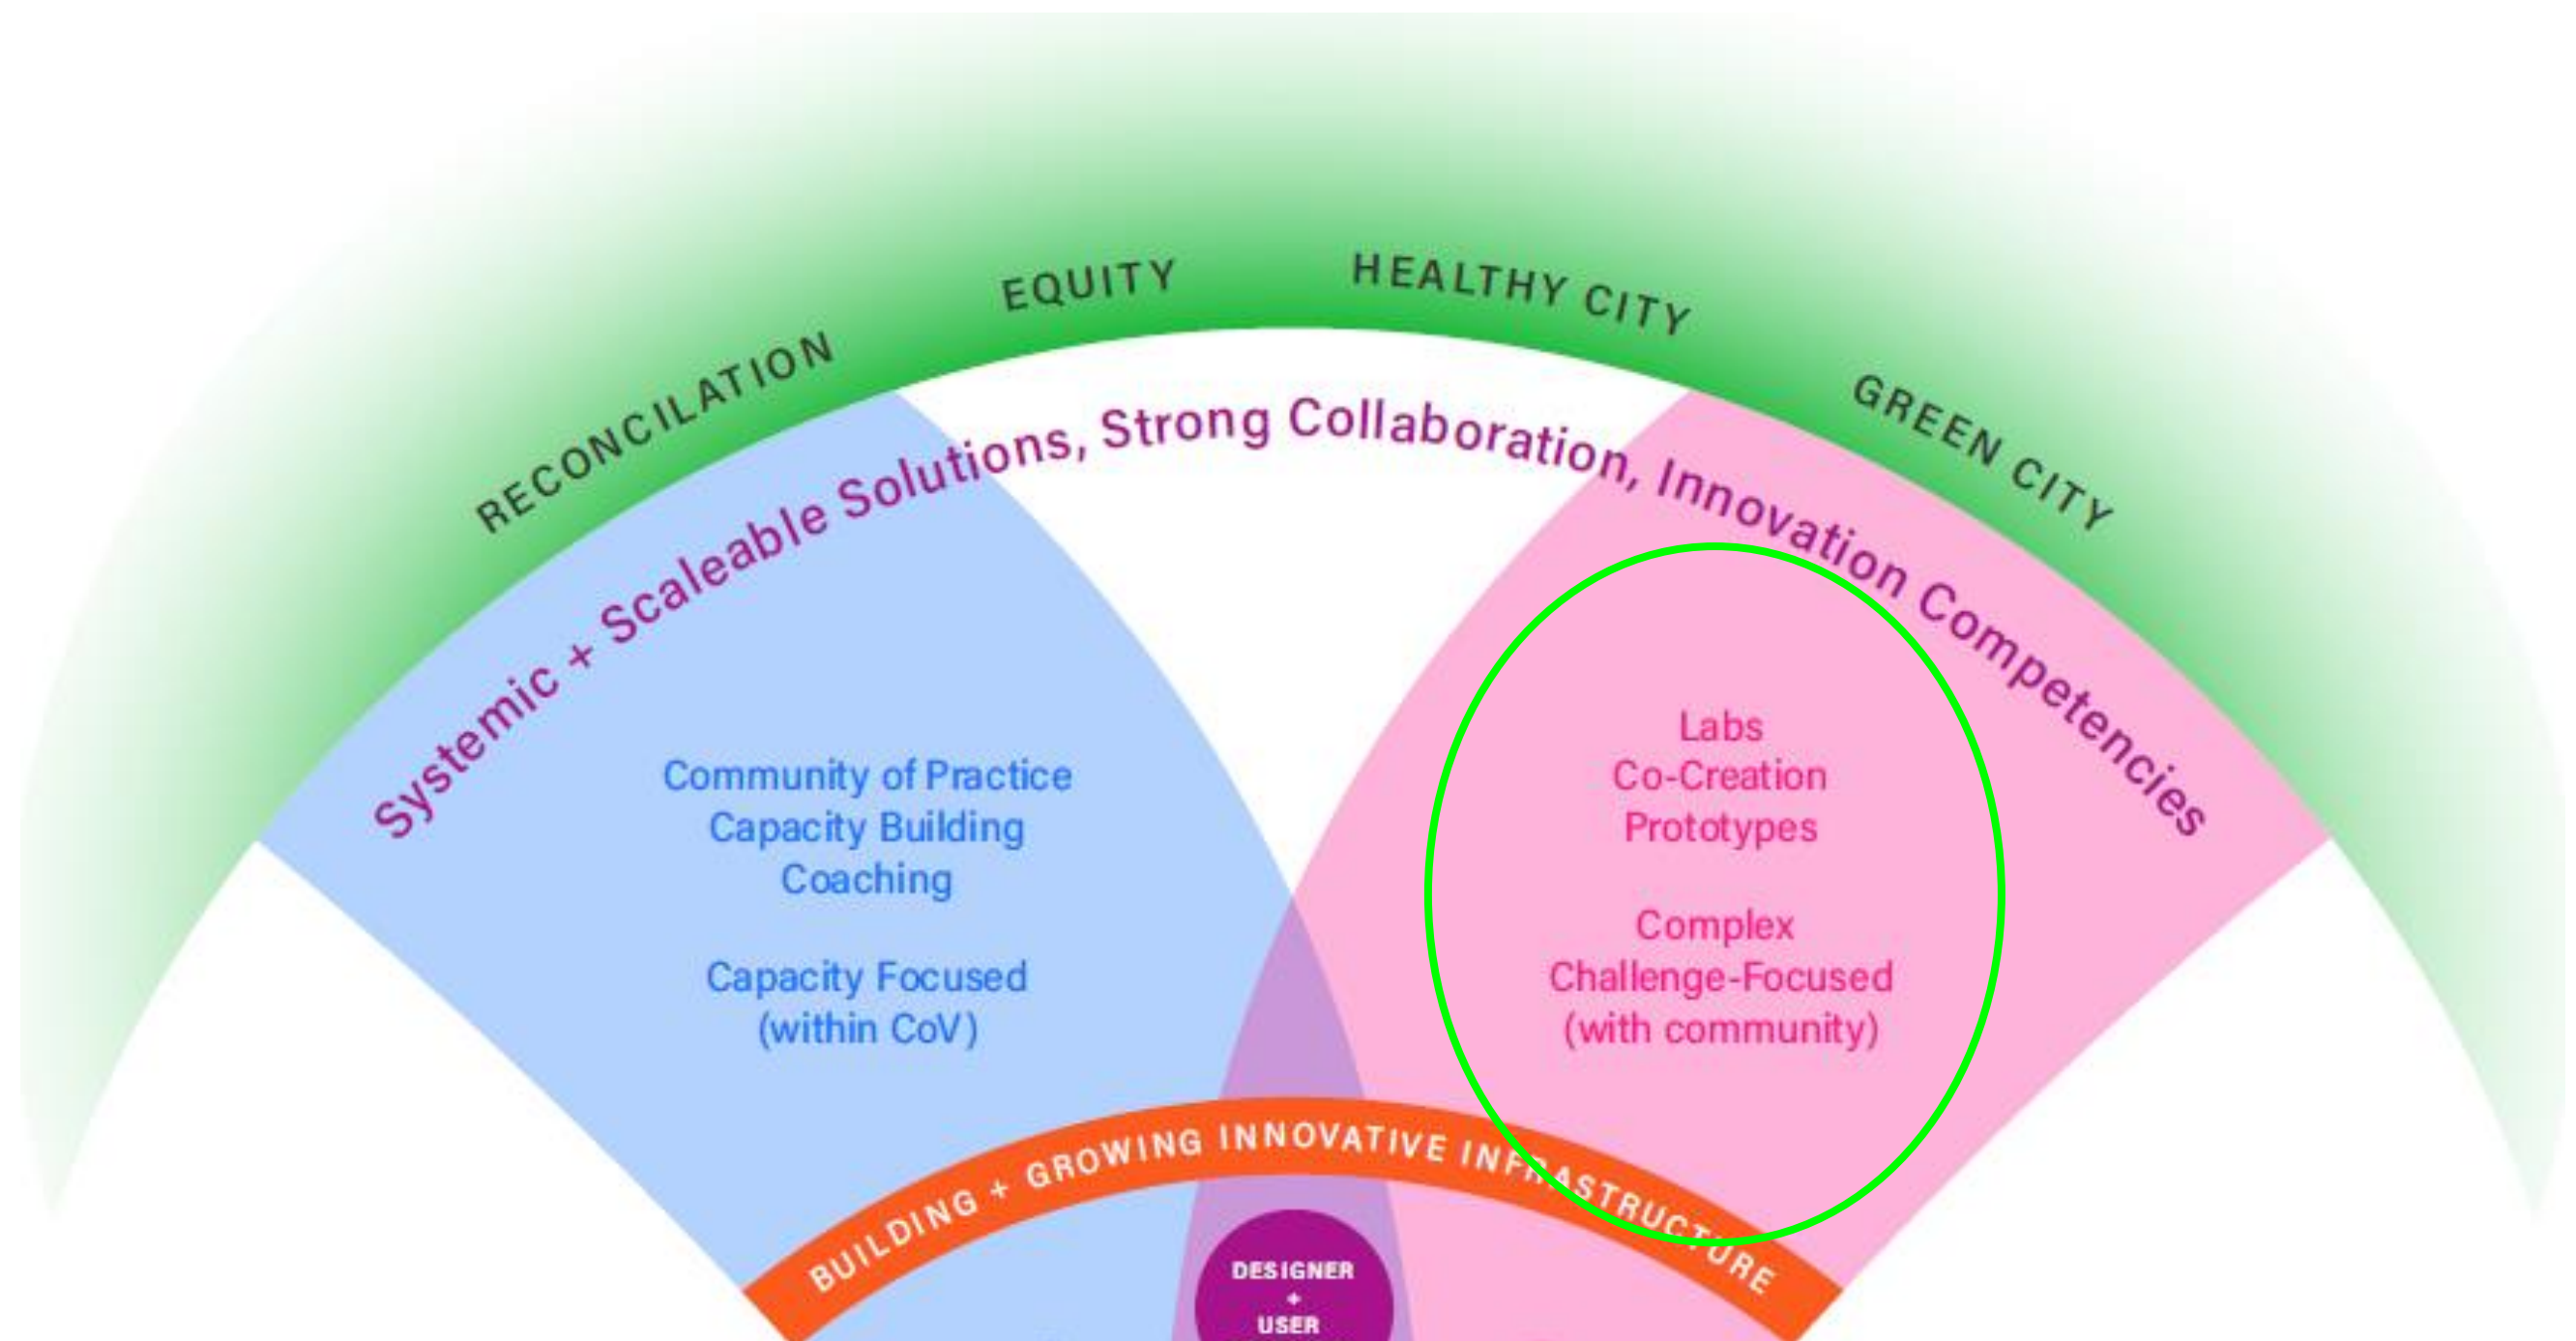 RECONCILATION
EQUITY
HEALTHY CITY
GREEN CITY
Systemic + Scaleable Solutions, Strong Collaboration, Innovation Competencies
Community of Practice
Capacity Building
Coaching
Capacity Focused
(within CoV)
Labs
Co-Creation
Prototypes
Complex
Challenge-Focused
(with community)
BUILDING + GROWING INNOVATIVE INFRASTRUCTURE
DESIGNER
+
USER